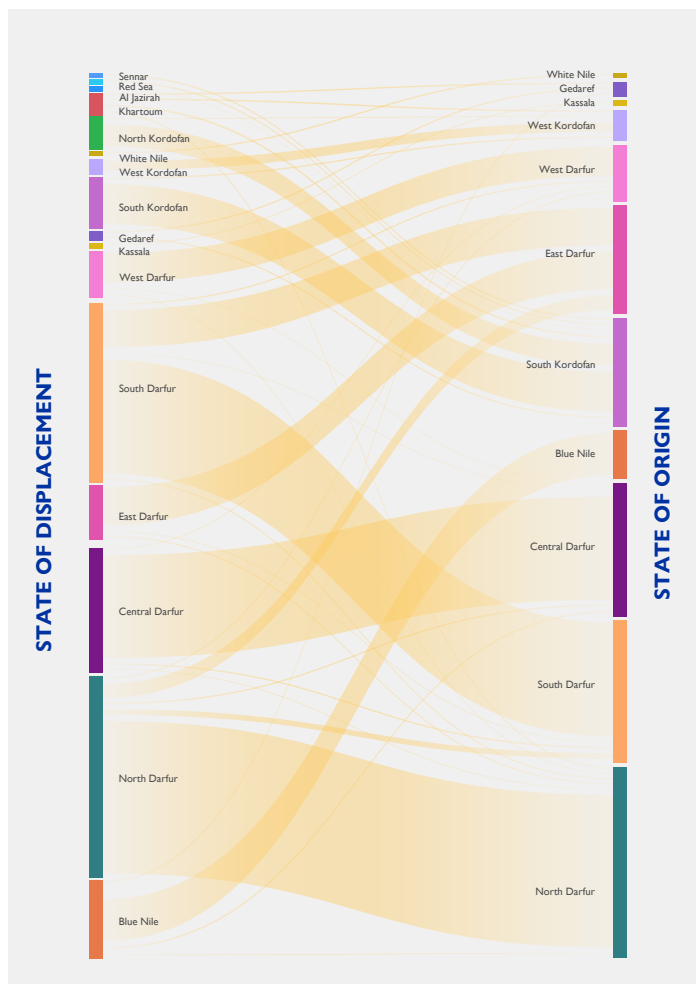 STATE OF DISPLACEMENT
Sennar
Red Sea
Al Jazirah
Khartoum
North Kordofan
White Nile
West Kordofan
South Kordofan
Gedaref
Kassala
West Darfur
South Darfur
East Darfur
Central Darfur
North Darfur
Blue Nile
White Nile
Gedaref
Kassala
West Kordofan
West Darfur
East Darfur
South Kordofan
Blue Nile
Central Darfur
South Darfur
North Darfur
STATE OF ORIGIN